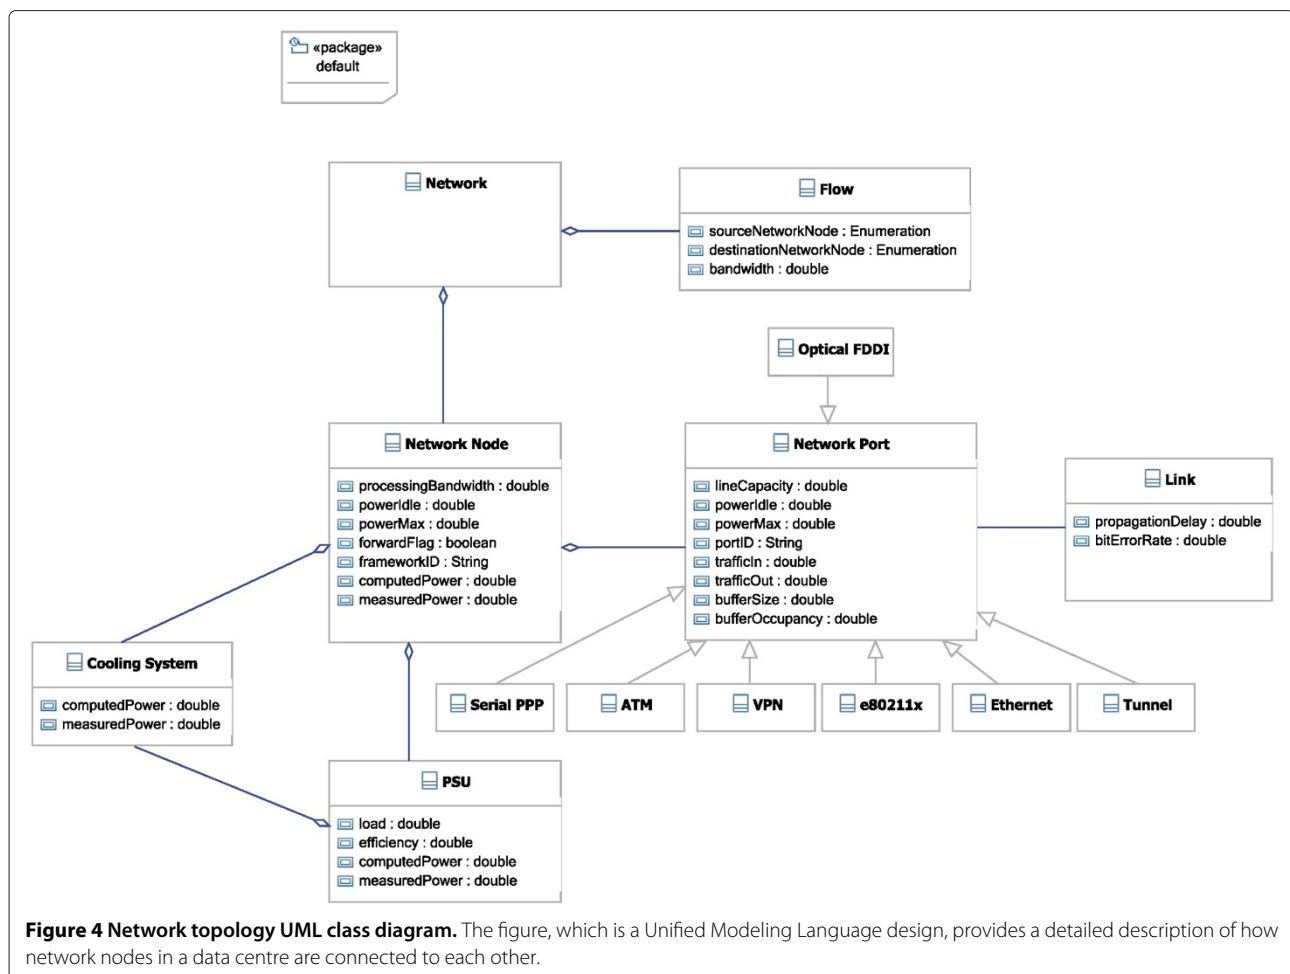 «package»
default
Network
Flow
sourceNetworkNode : Enumeration
destinationNetworkNode : Enumeration
bandwidth : double
Optical FDDI
Network Node
processingBandwidth : double
powerIdle : double
powerMax : double
forwardFlag : boolean
frameworkID : String
computedPower : double
measuredPower : double
Network Port
lineCapacity : double
powerIdle : double
powerMax : double
portID : String
trafficIn : double
trafficOut : double
bufferSize : double
bufferOccupancy : double
Link
propagationDelay : double
bitErrorRate : double
Cooling System
computedPower : double
measuredPower : double
Serial PPP
ATM
VPN
e80211x
Ethernet
Tunnel
PSU
load : double
efficiency : double
computedPower : double
measuredPower : double
Figure 4 Network topology UML class diagram. The figure, which is a Unified Modeling Language design, provides a detailed description of how
network nodes in a data centre are connected to each other.